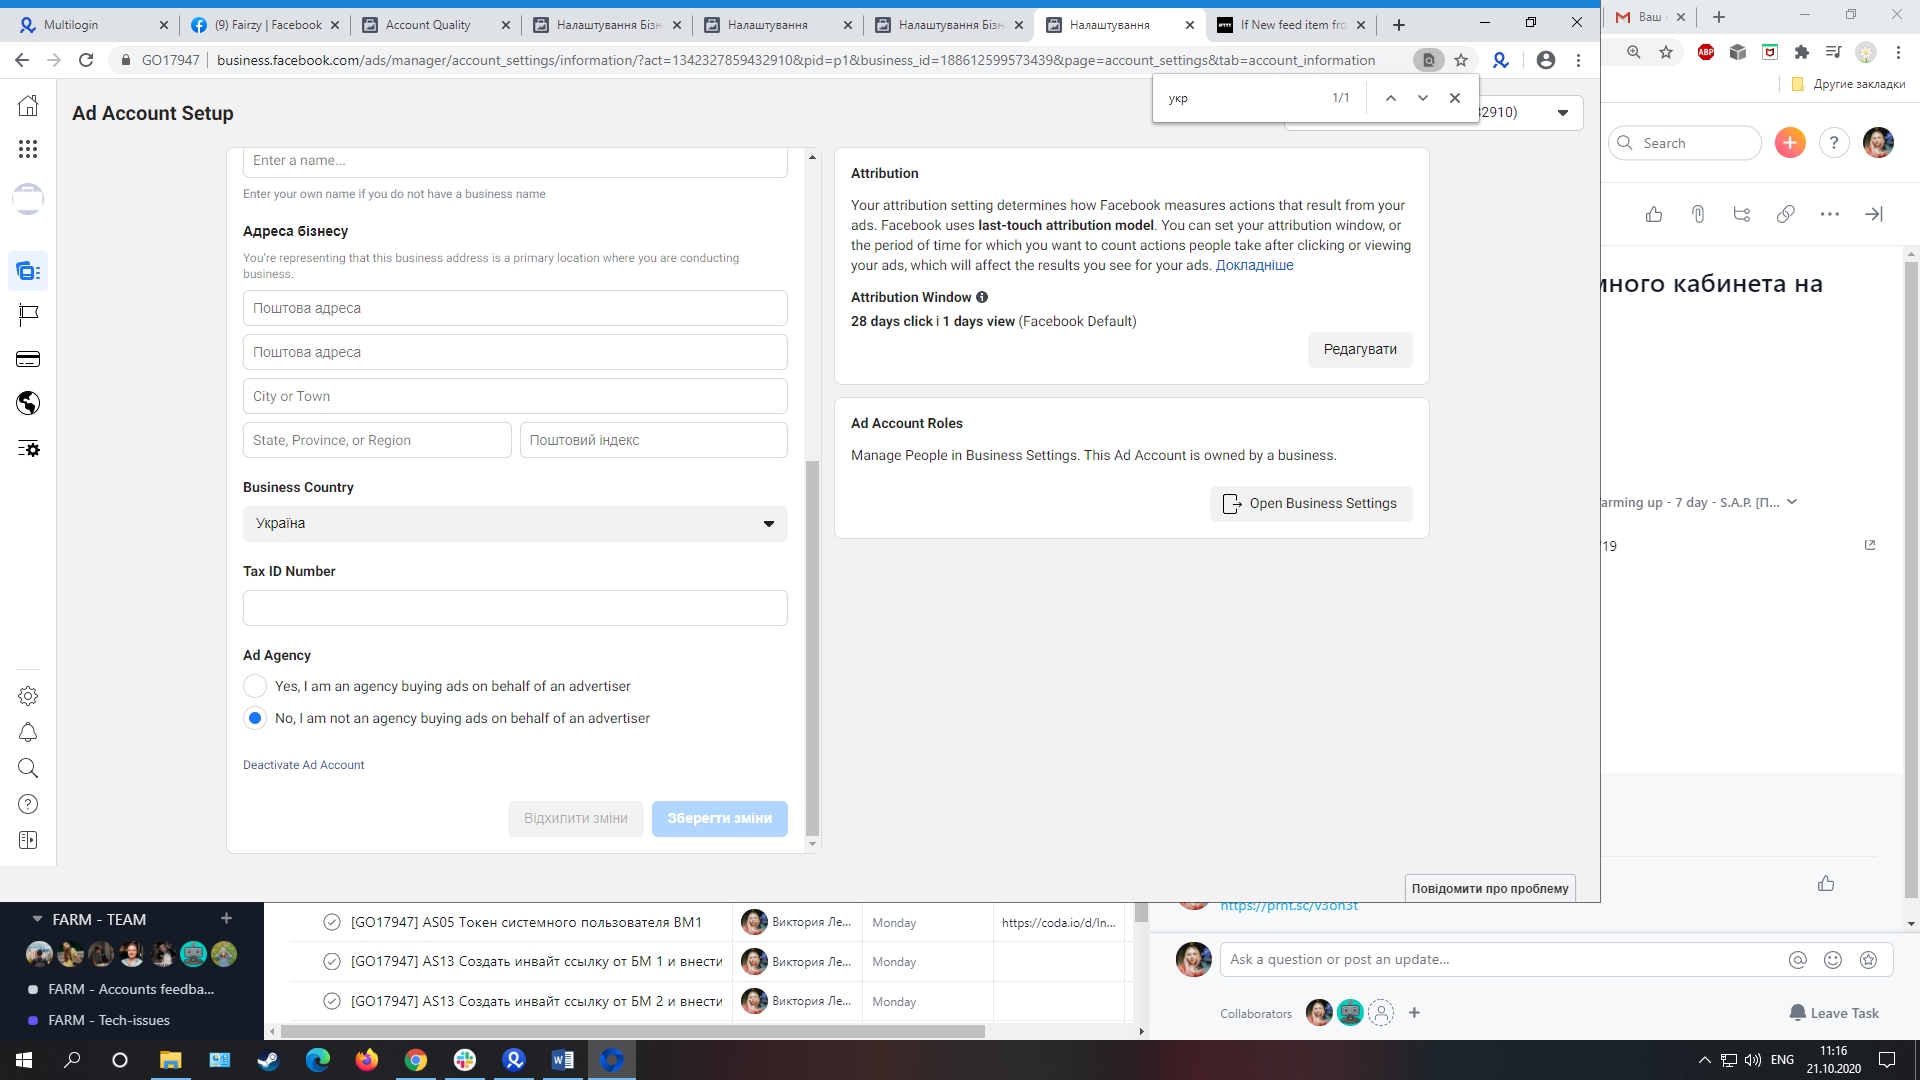 Multilogin
(9) Fairzy | Facebook
Account Quality
Налаштування Бізн
Налаштування
Налаштування Бізн
Налаштування
If New feed item fro
Ваш
GO17947
business.facebook.com/ads/manager/account_settings/information/?act=1342327859432910&pid=p1&business_id=188612599573439&page=account_settings&tab=account_information
ABP
Другие закладки
укр
1/1
Ad Account Setup
2910)
Search
Enter a name...
Enter your own name if you do not have a business name
Адреса бізнесу
You're representing that this business address is a primary location where you are conducting
business.
Поштова адреса
Поштова адреса
City or Town
State, Province, or Region
Поштовий індекс
Business Country
Україна
Tax ID Number
Ad Agency
Yes, I am an agency buying ads on behalf of an advertiser
No, I am not an agency buying ads on behalf of an advertiser
Deactivate Ad Account
Відхилити зміни
Зберегти зміни
Attribution
Your attribution setting determines how Facebook measures actions that result from your
ads. Facebook uses last-touch attribution model. You can set your attribution window, or
the period of time for which you want to count actions people take after clicking or viewing
your ads, which will affect the results you see for your ads. Докладніше
Attribution Window
28 days click і 1 days view (Facebook Default)
Редагувати
Ad Account Roles
Manage People in Business Settings. This Ad Account is owned by a business.
Open Business Settings
много кабинета на
arming up - 7 day - S.A.P. [П...
'19
Повідомити про проблему
https://prnt.sc/v3on3t
FARM - TEAM
FARM - Accounts feedba...
FARM - Tech-issues
[GO17947] AS05 Токен системного пользователя BM1
Виктория Ле...
Monday
https://coda.io/d/In...
[GO17947] AS13 Создать инвайт ссылку от БМ 1 и внести
Виктория Ле...
Monday
[GO17947] AS13 Создать инвайт ссылку от БМ 2 и внести
Виктория Ле...
Monday
Ask a question or post an update...
Collaborators
Leave Task
ENG
11:16
21.10.2020